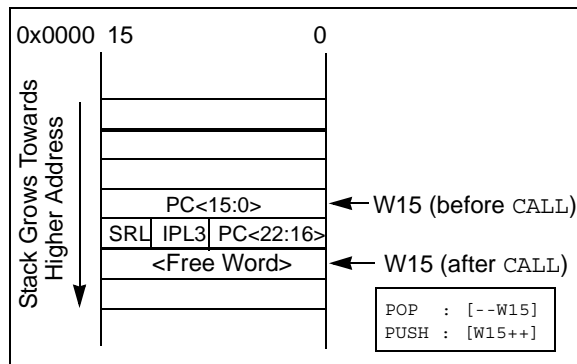 0x0000 15 0
Stack Grows Towards
Higher Address
PC<15:0>
W15 (before CALL)
SRL IPL3 PC<22:16>
<Free Word>
W15 (after CALL)
POP : [--W15]
PUSH : [W15++]